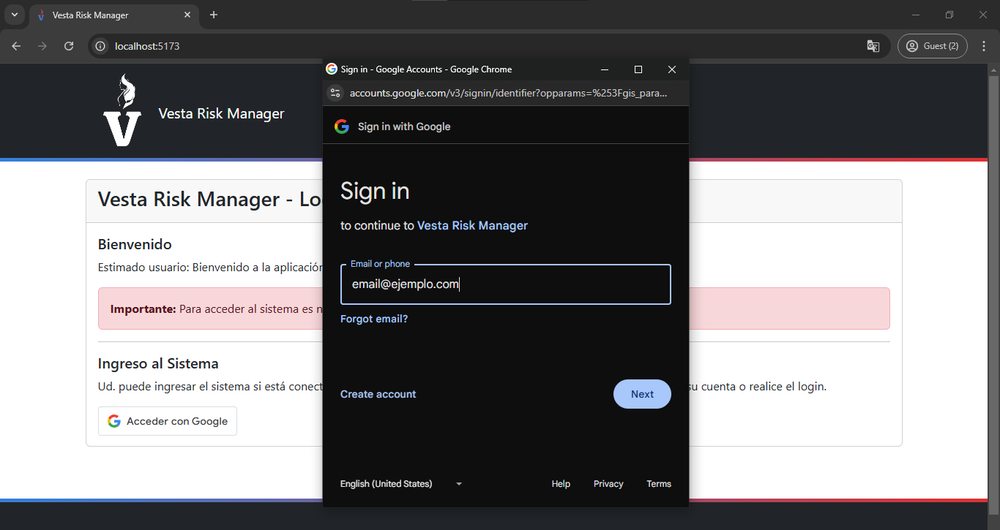 Vesta Risk Manager
localhost:5173
Guest (2)
V
Vesta Risk Manager
Sign in - Google Accounts - Google Chrome
accounts.google.com/v3/signin/identifier?opparams=%253Fgis_para...
Sign in with Google
Sign in
to continue to Vesta Risk Manager
Email or phone
email@ejemplo.com
Forgot email?
Create account
Next
English (United States)
Help
Privacy
Terms
Vesta Risk Manager - Lo
Bienvenido
Estimado usuario: Bienvenido a la aplicación
Importante: Para acceder al sistema es n
Ingreso al Sistema
Ud. puede ingresar el sistema si está conect su cuenta o realice el login.
Acceder con Google